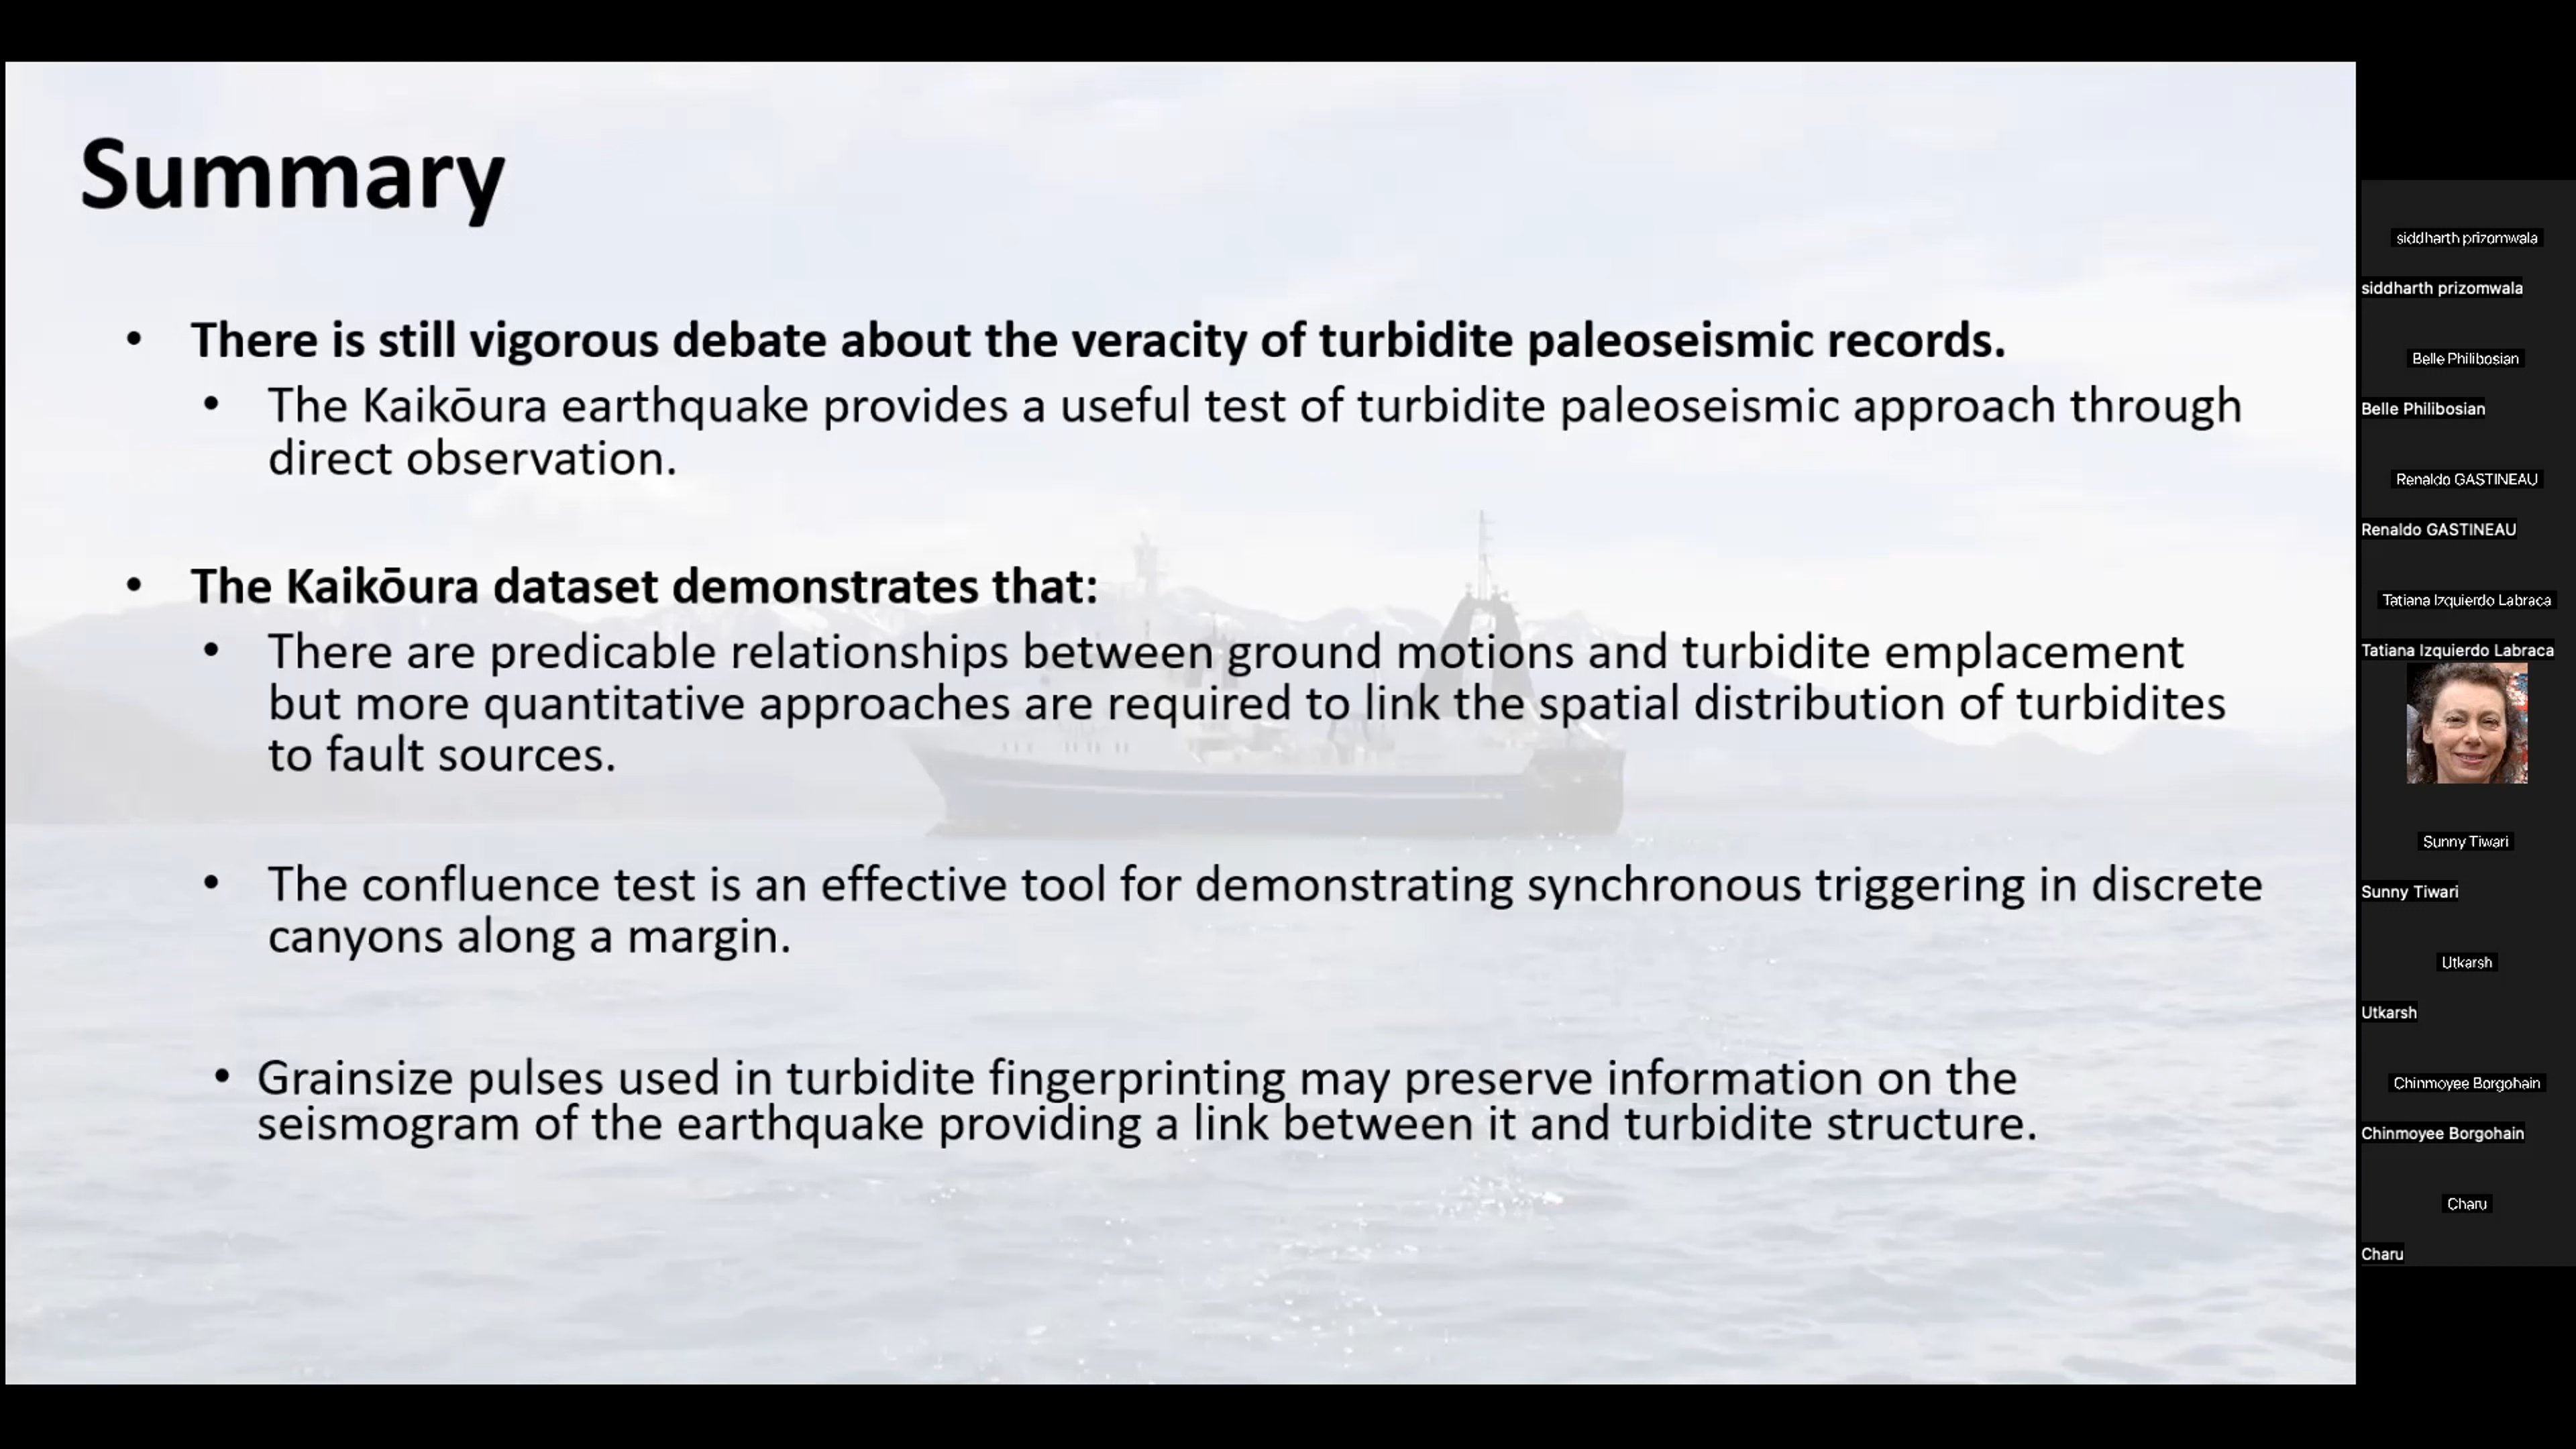 Summary
• There is still vigorous debate about the veracity of turbidite paleoseismic records.
• The Kaikōura earthquake provides a useful test of turbidite paleoseismic approach through
direct observation.
• The Kaikōura dataset demonstrates that:
• There are predicable relationships between ground motions and turbidite emplacement
but more quantitative approaches are required to link the spatial distribution of turbidites
to fault sources.
• The confluence test is an effective tool for demonstrating synchronous triggering in discrete
canyons along a margin.
• Grainsize pulses used in turbidite fingerprinting may preserve information on the
seismogram of the earthquake providing a link between it and turbidite structure.
siddharth prizomwala
siddharth prizomwala
Belle Philibosian
Belle Philibosian
Renaldo GASTINEAU
Renaldo GASTINEAU
Tatiana Izquierdo Labraca
Tatiana Izquierdo Labraca
Sunny Tiwari
Sunny Tiwari
Utkarsh
Utkarsh
Chinmoyee Borgohain
Chinmoyee Borgohain
Charu
Charu